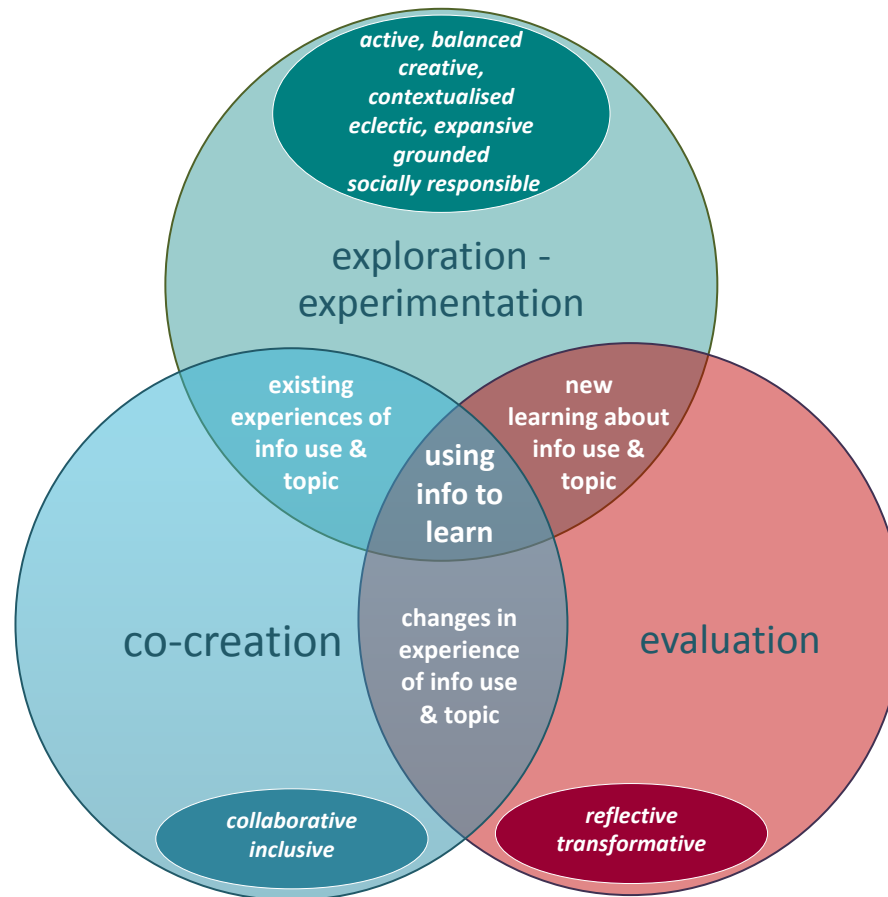 active, balanced
creative,
contextualised
eclectic, expansive
grounded
socially responsible
exploration -
experimentation
existing
experiences of
info use &
topic
new
learning about
info use &
topic
using
info to
learn
co-creation
changes in
experience
of info use
& topic
evaluation
collaborative
inclusive
reflective
transformative